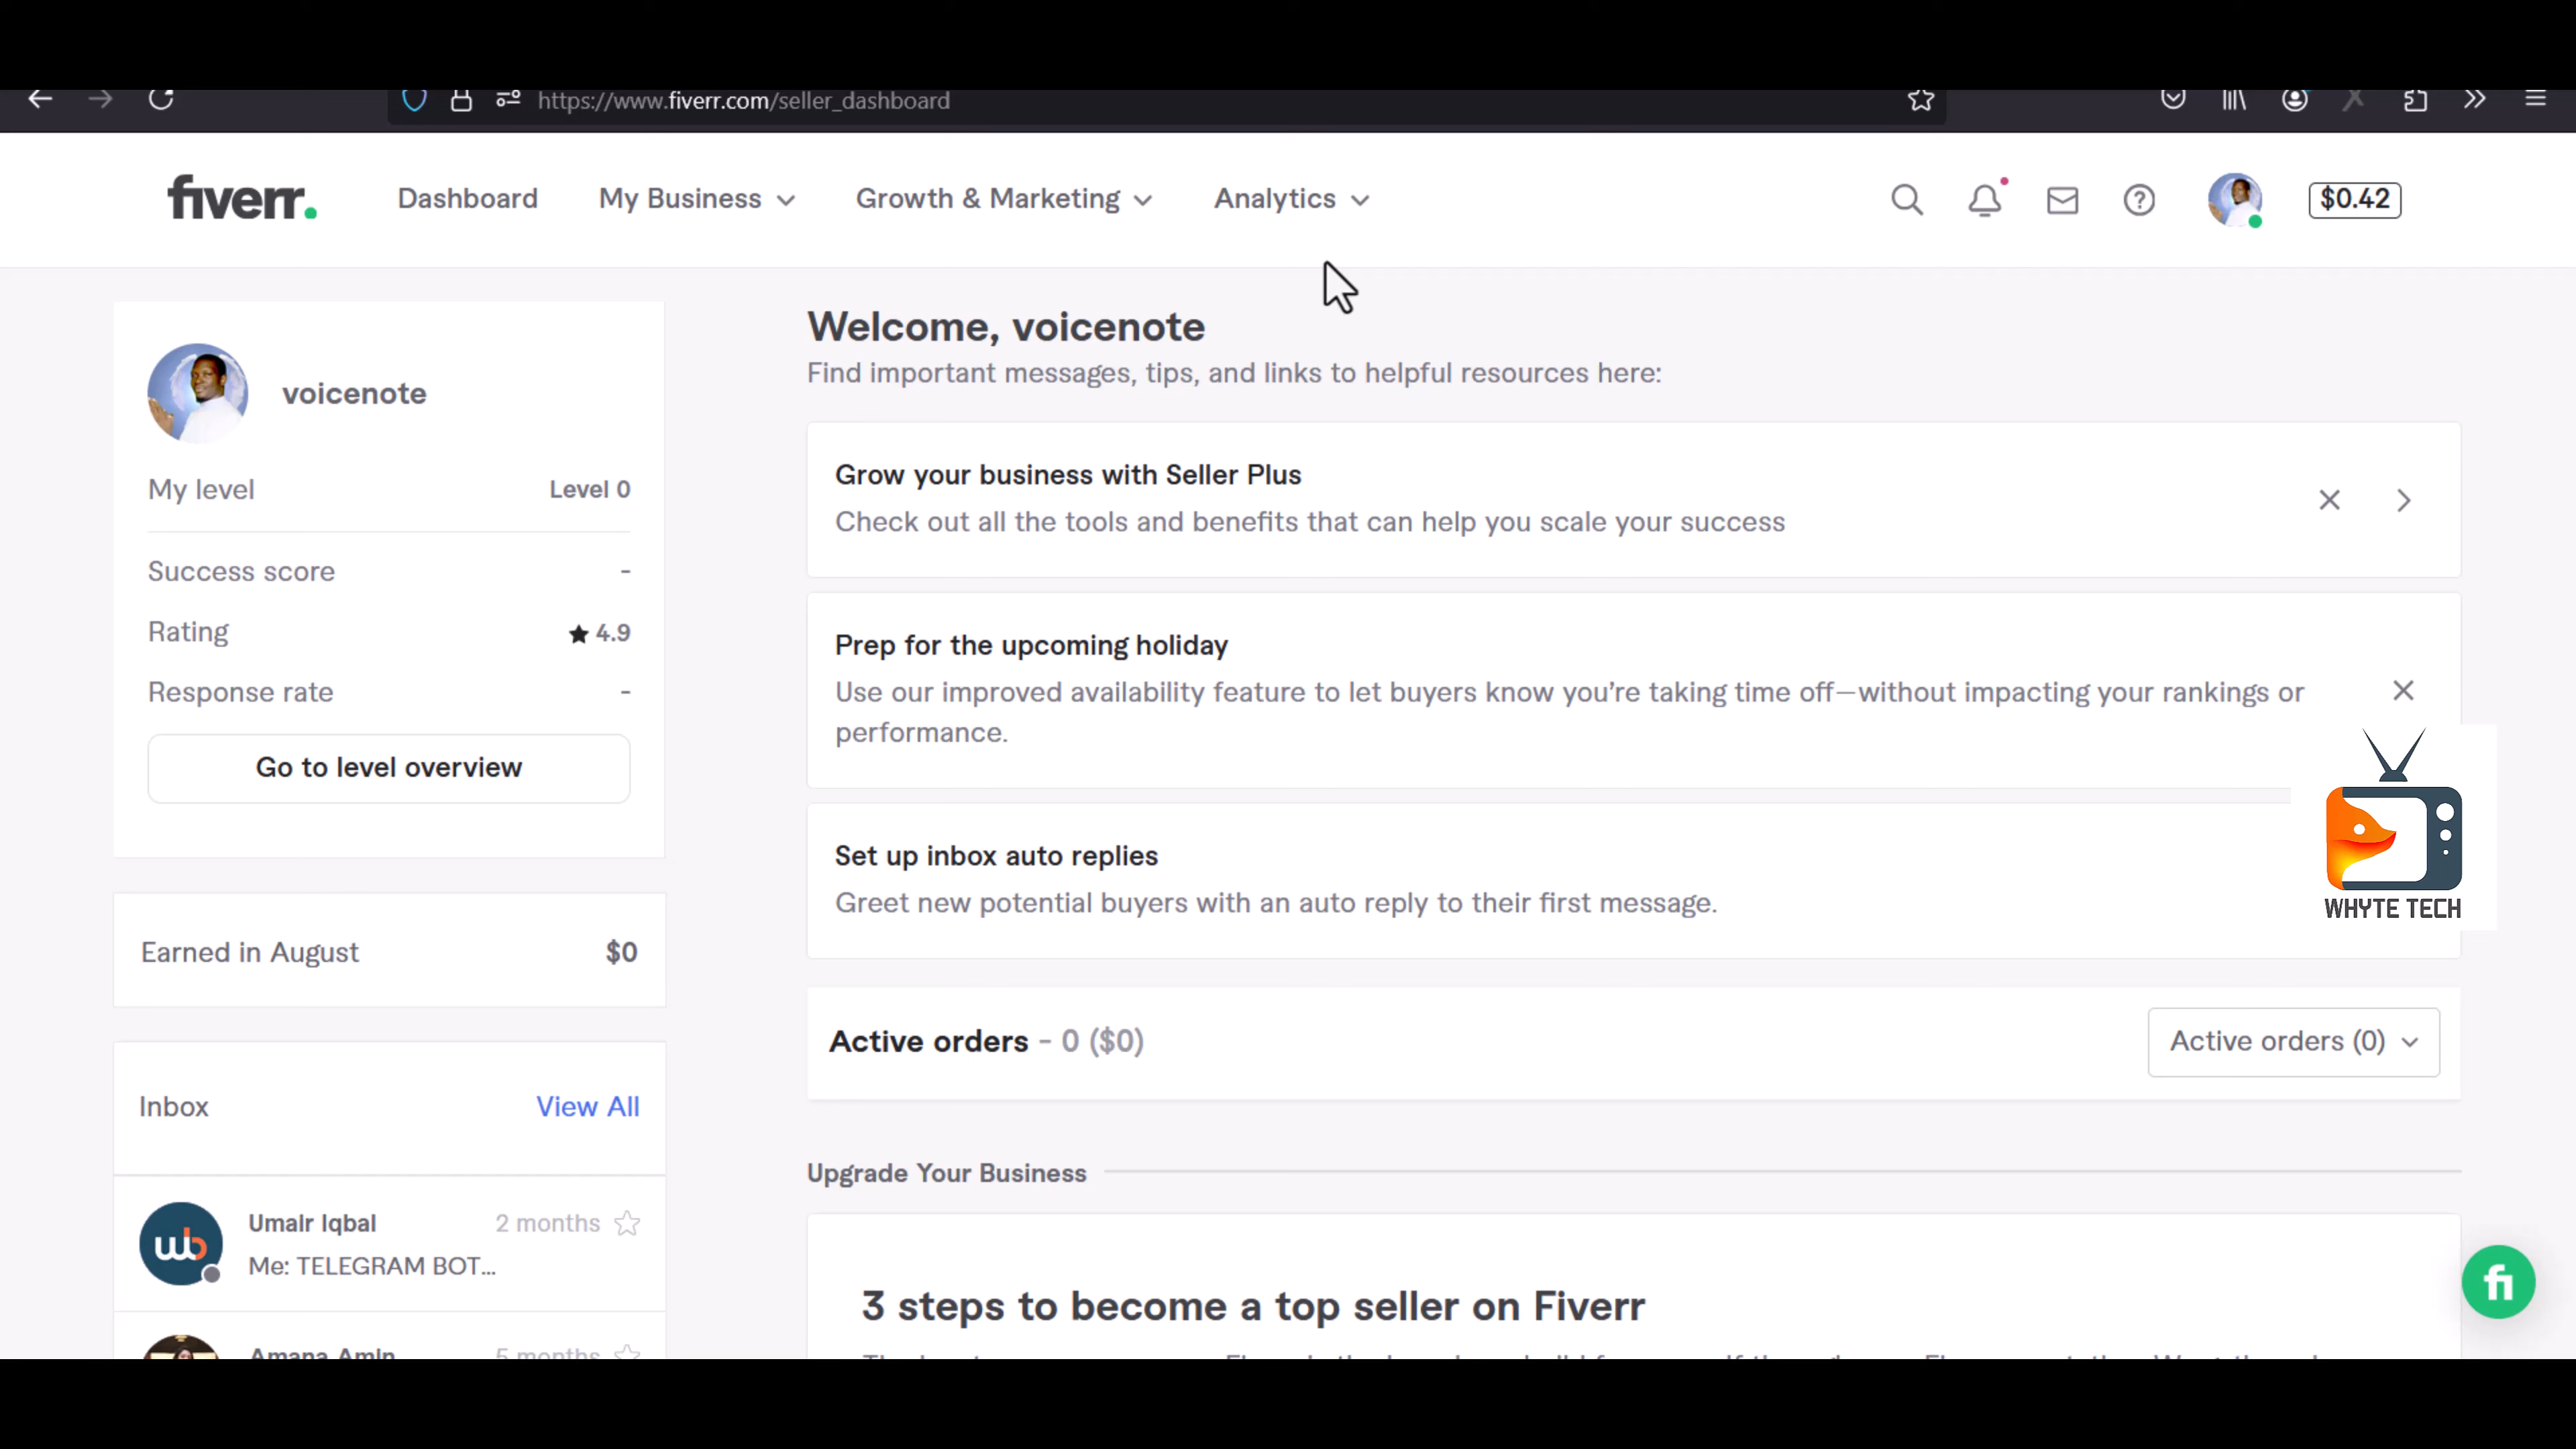 https://www.fiverr.com/seller_dashboard
fiverr.
Dashboard
My Business
Growth & Marketing
Analytics
$0.42
voicenote
My level
Level 0
Success score
-
Rating
★ 4.9
Response rate
-
Go to level overview
Earned in August
$0
Inbox
View All
Umair Iqbal
2 months
Me: TELEGRAM BOT...
Amana Amin
5 months
Welcome, voicenote
Find important messages, tips, and links to helpful resources here:
Grow your business with Seller Plus
Check out all the tools and benefits that can help you scale your success
Prep for the upcoming holiday
Use our improved availability feature to let buyers know you’re taking time off—without impacting your rankings or
performance.
Set up inbox auto replies
Greet new potential buyers with an auto reply to their first message.
WHYTE TECH
Active orders - 0 ($0)
Active orders (0)
Upgrade Your Business
3 steps to become a top seller on Fiverr
fi